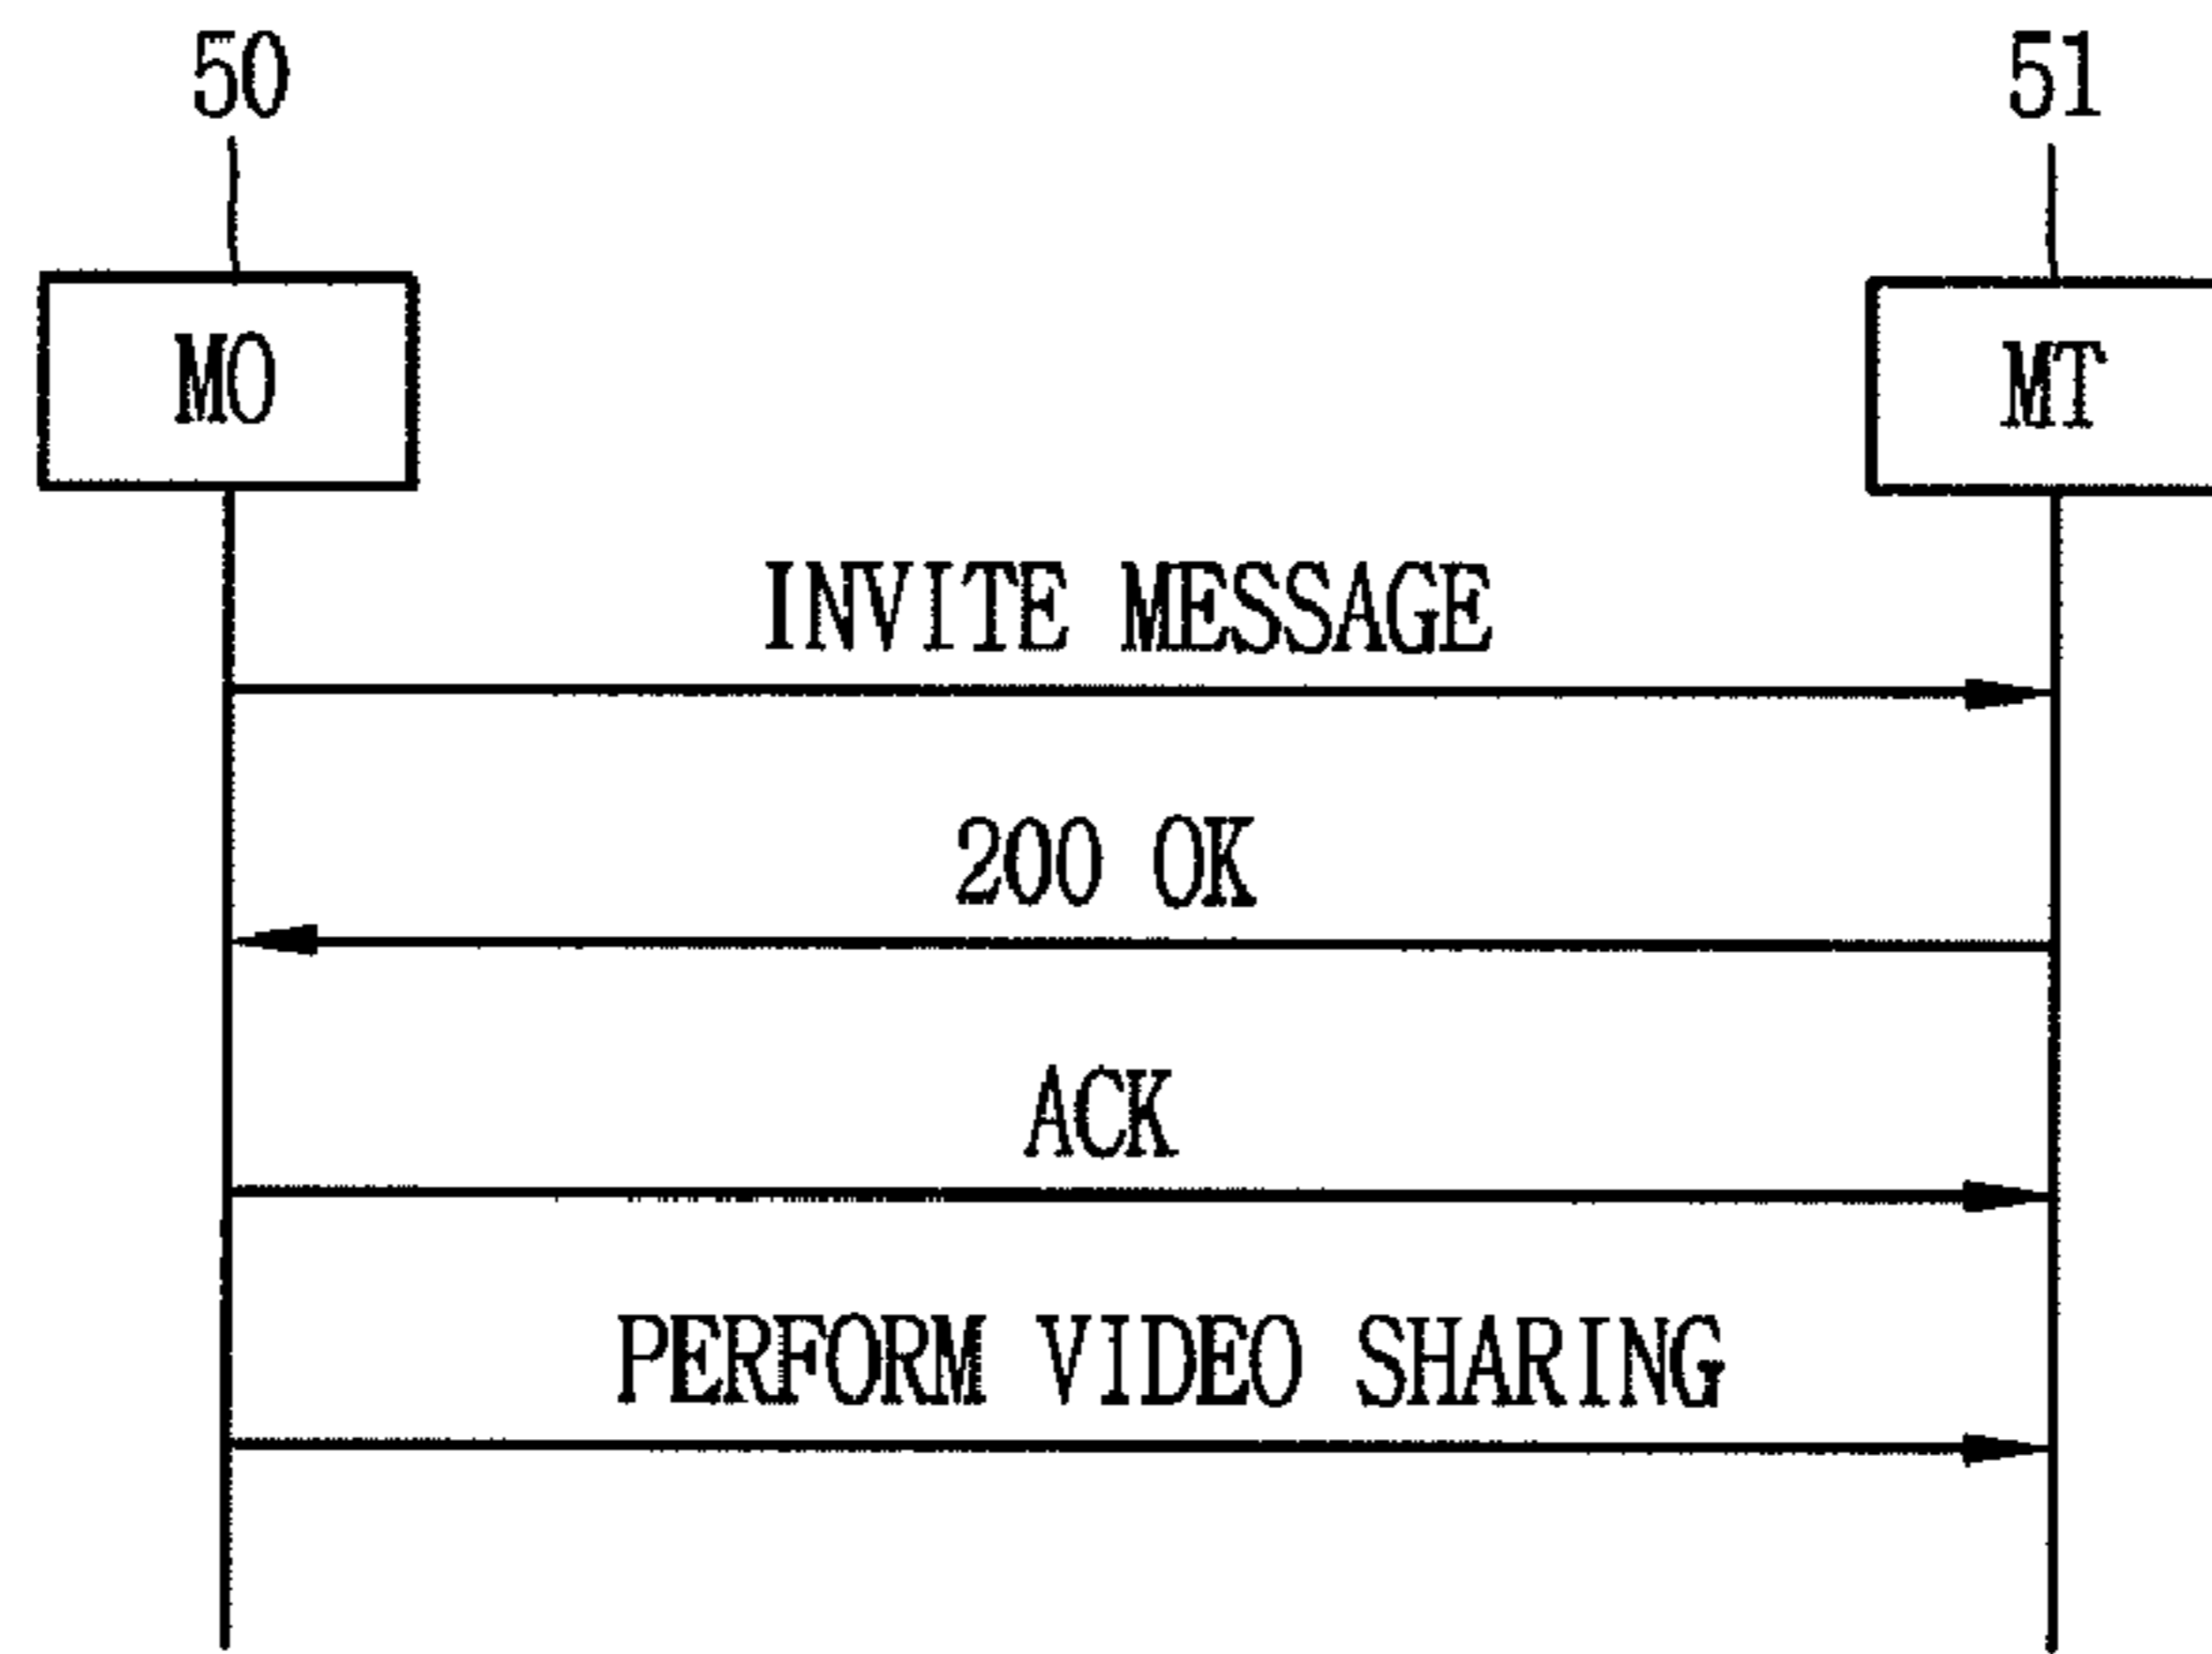 50 51
MO MT
INVITE MESSAGE
200 OK
ACK
PERFORM VIDEO SHARING